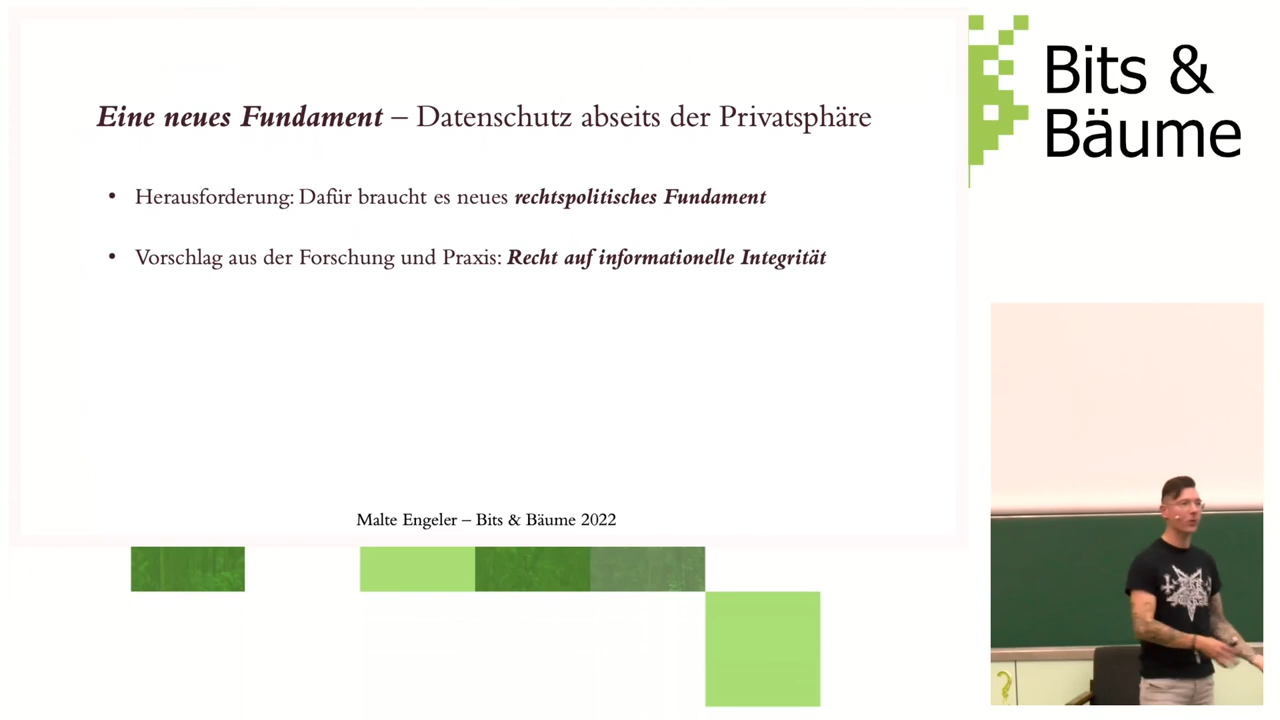 Eine neues Fundament – Datenschutz abseits der Privatsphäre
• Herausforderung: Dafür braucht es neues rechtspolitisches Fundament
• Vorschlag aus der Forschung und Praxis: Recht auf informationelle Integrität
Malte Engeler – Bits & Bäume 2022
Bits &
Bäume